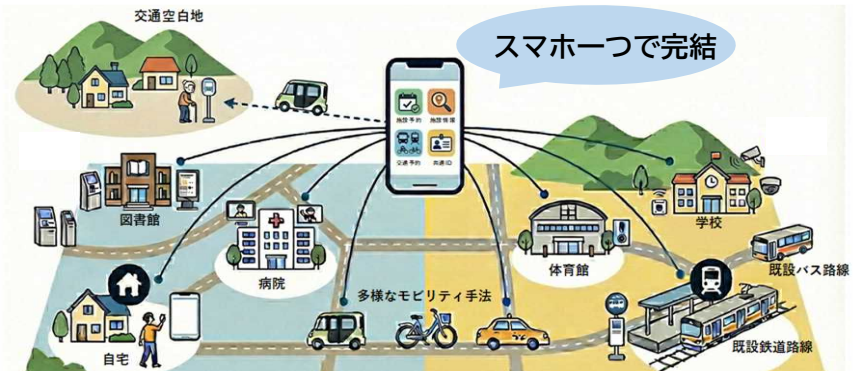 交通空白地
スマホ一つで完結
施設予約
施設情報
交通予約
共通ID
図書館
病院
体育館
学校
既設バス路線
多様なモビリティ手法
自宅
既設鉄道路線